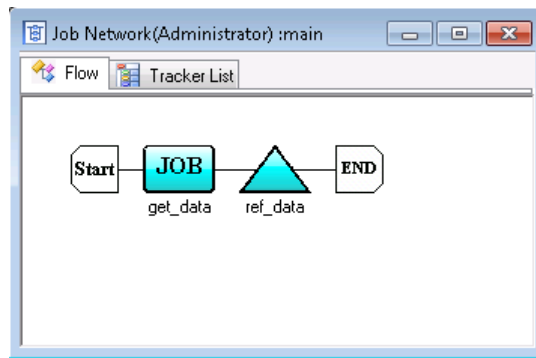 Job Network(Administrator) :main
Flow Tracker List
Start JOB END
get_data ref_data